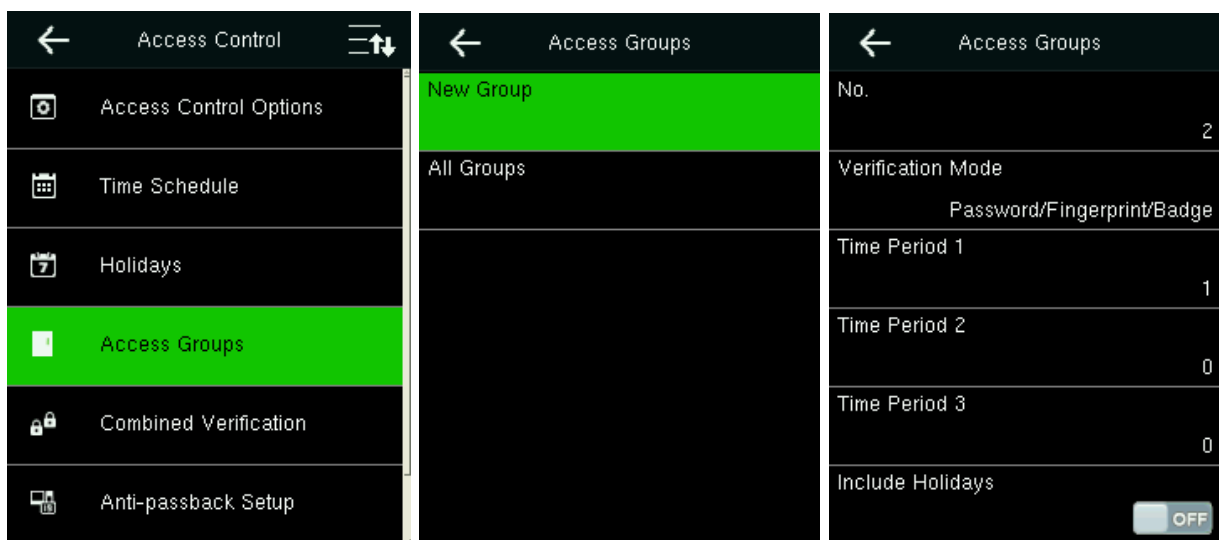 Access Control
Access Control Options
Time Schedule
7
Holidays
Access Groups
Combined Verification
Anti-passback Setup
Access Groups
New Group
All Groups
Access Groups
No.
2
Verification Mode
Password/Fingerprint/Badge
Time Period 1
1
Time Period 2
0
Time Period 3
0
Include Holidays
OFF